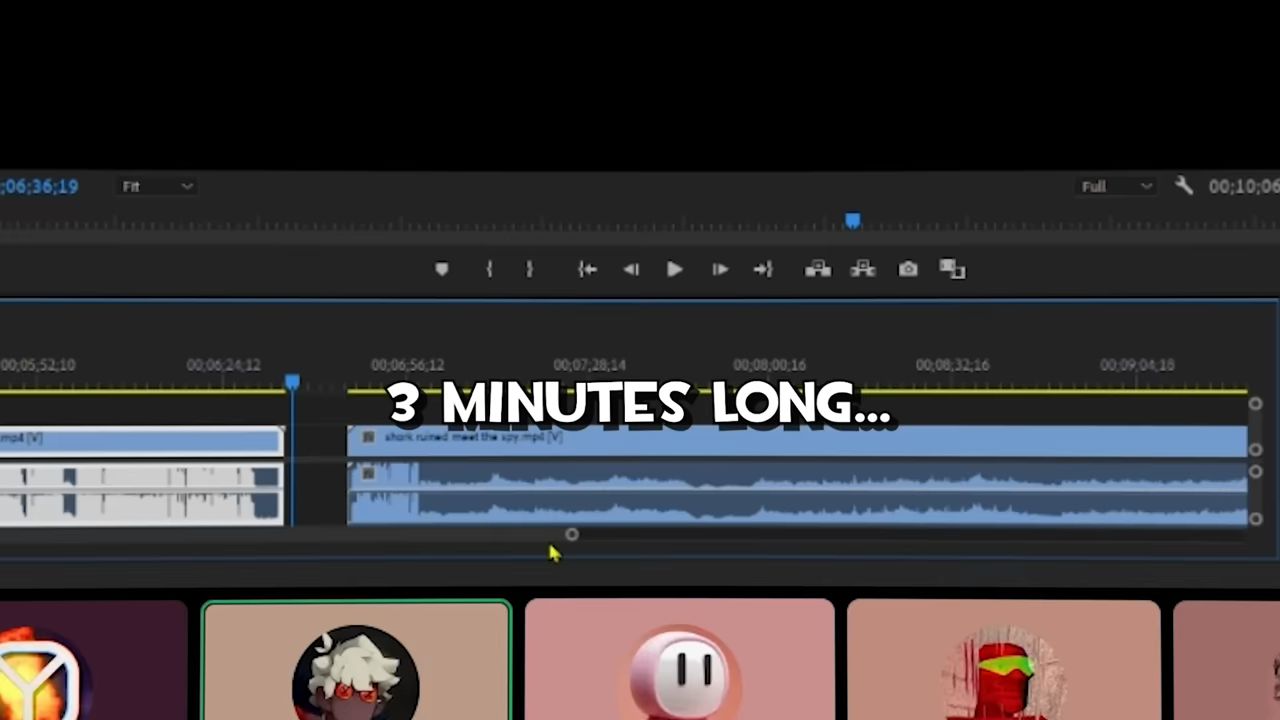 ;06;36;19 Fit Full 00;10;06
00;05;52;10 00;06;24;12 00;06;56;12 00;07;28;14 00;08;00;16 00;08;32;16 00;09;04;18
3 MINUTES LONG...
.mp4 [V] shork ruined meet the spy.mp4 [V]